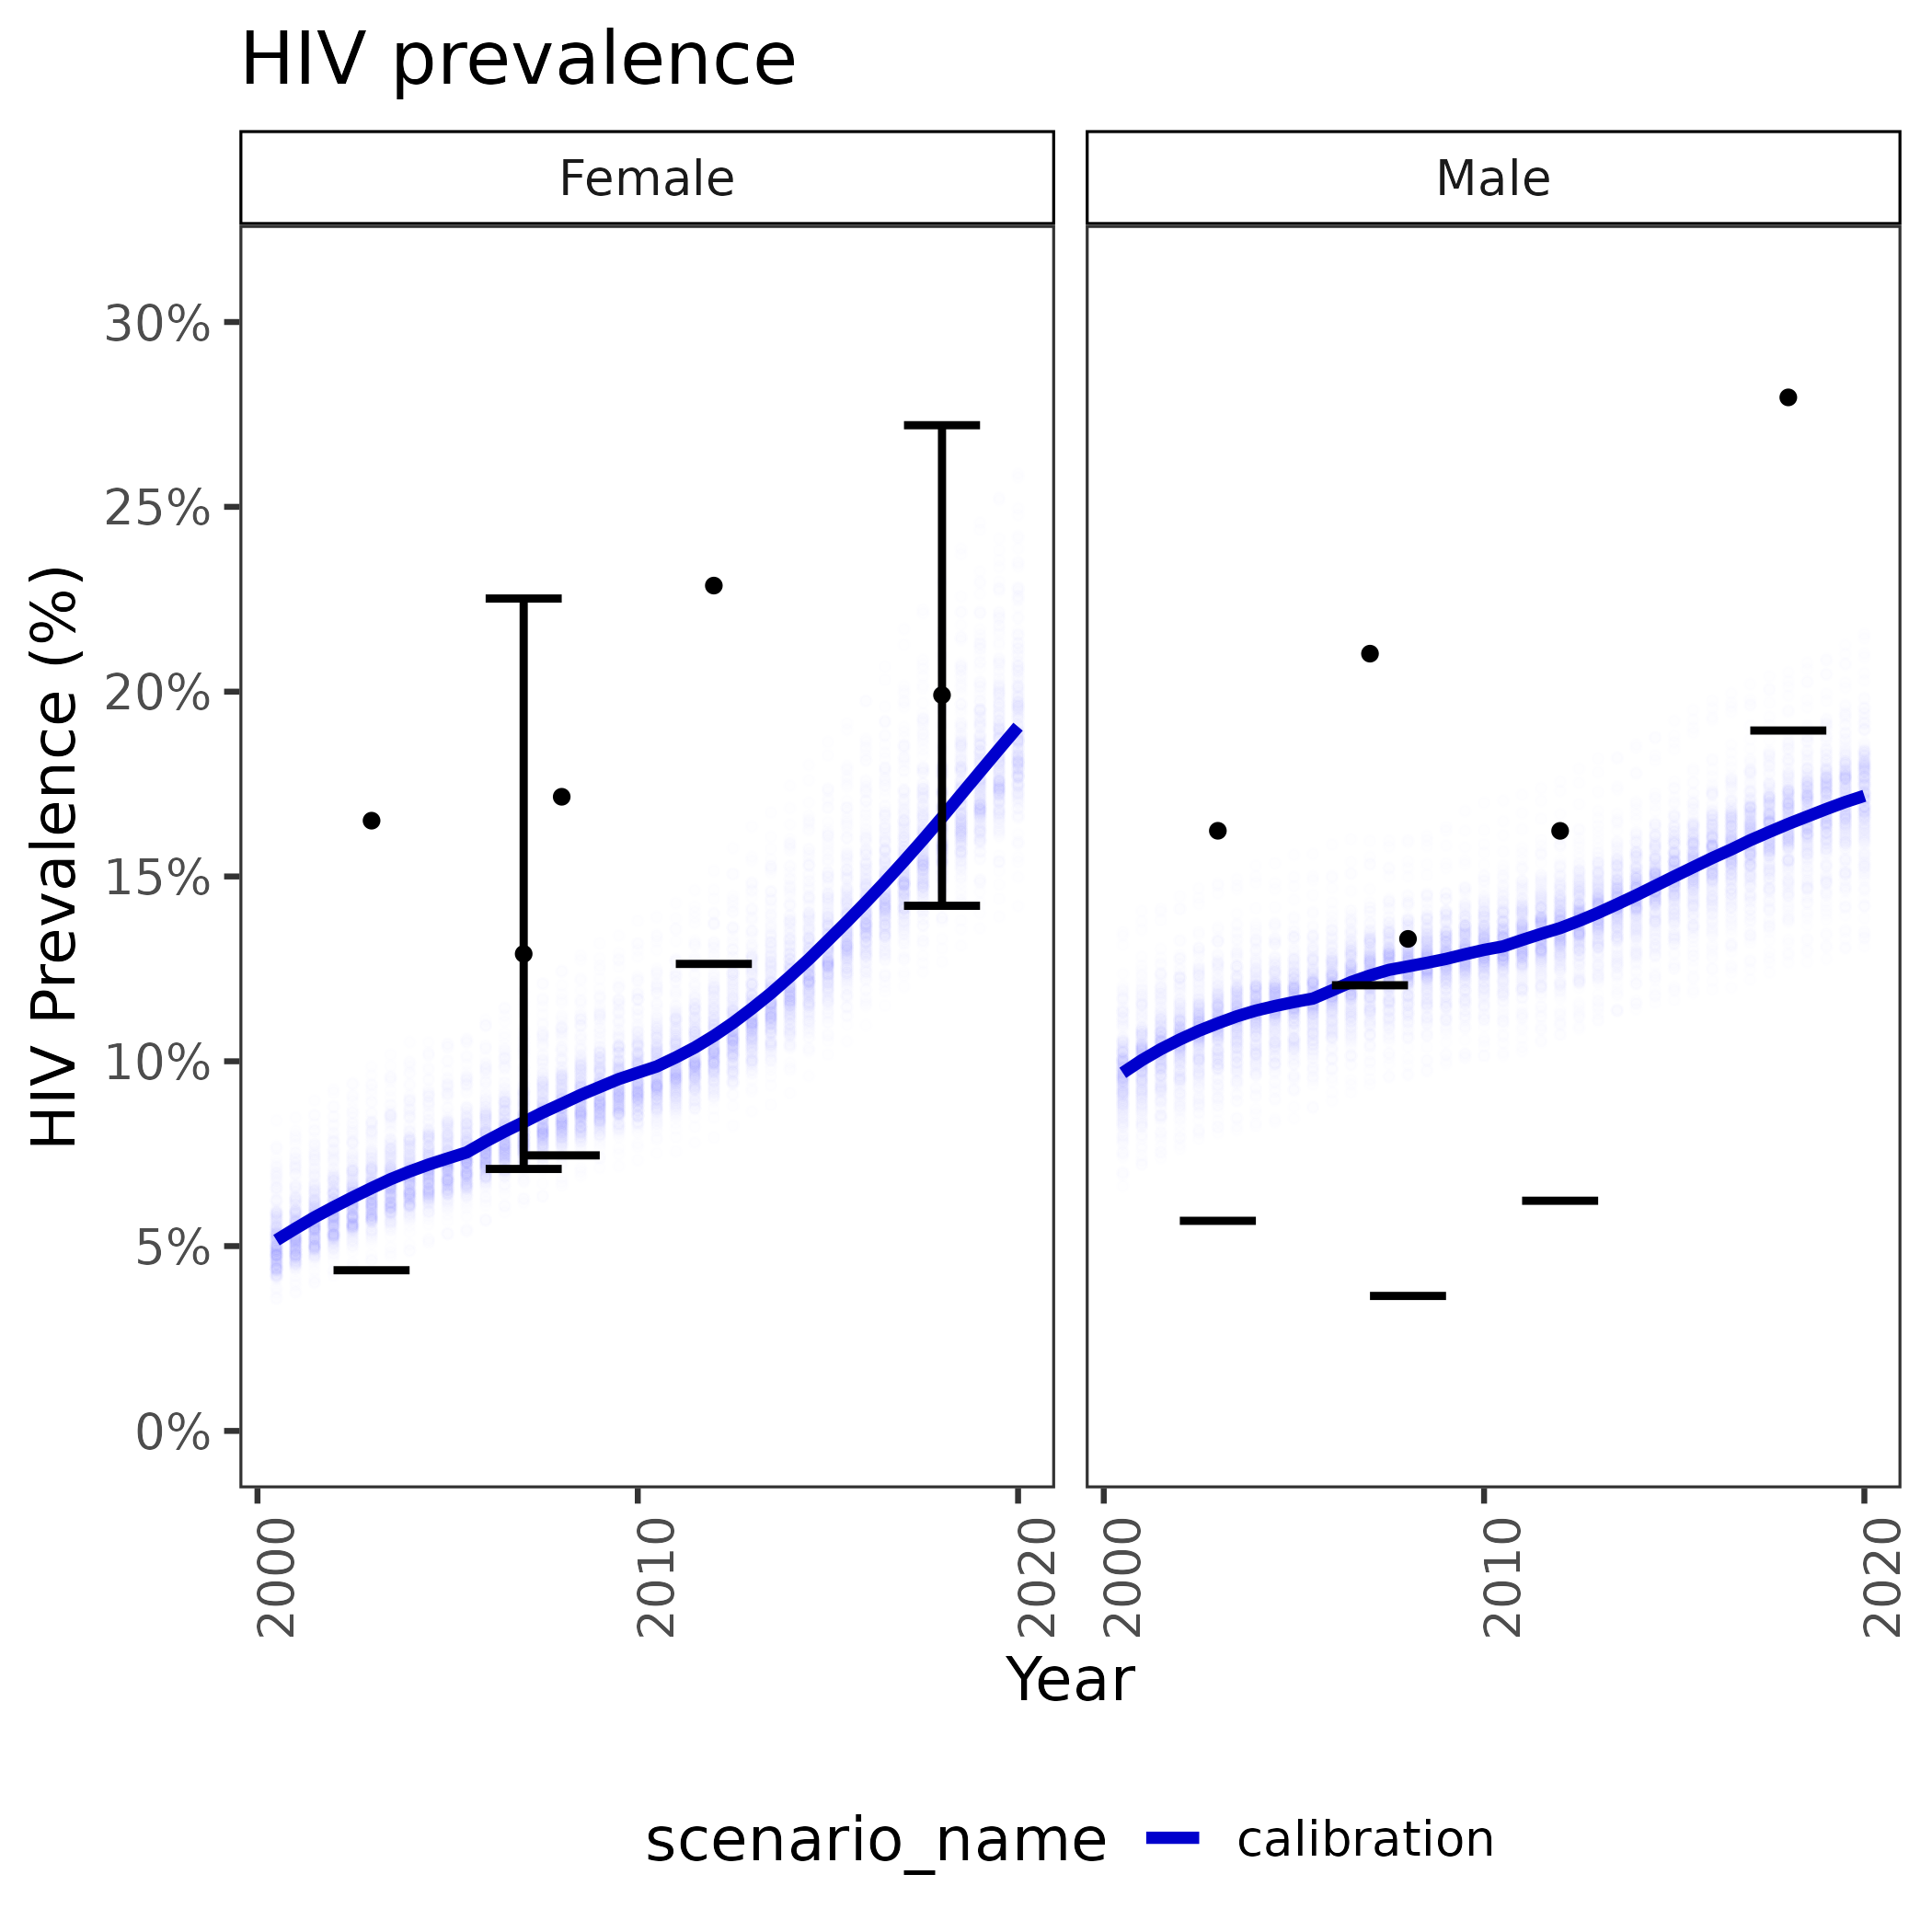 HIV prevalence
Female
Male
HIV Prevalence (%)
30%
25%
20%
15%
10%
5%
0%
2000
2010
2020
2000
2010
2020
Year
scenario_name
calibration